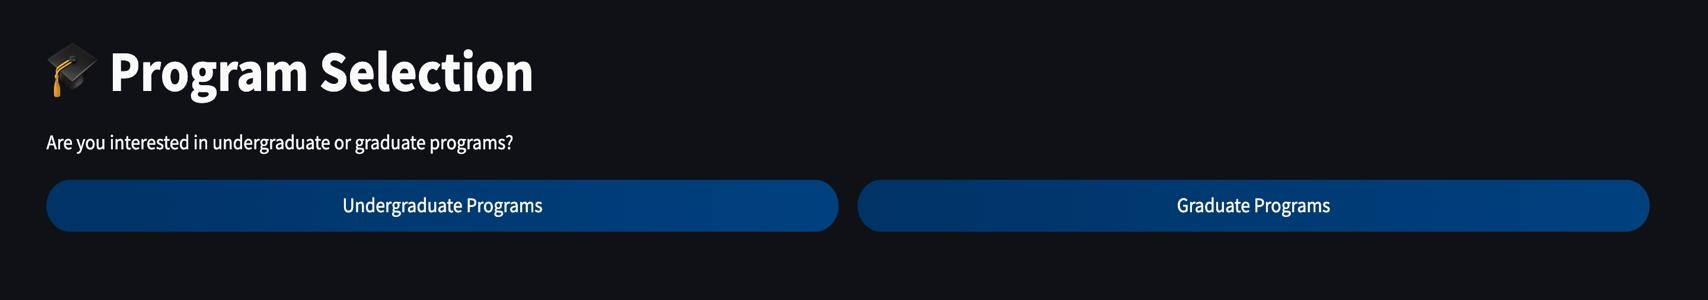 Program Selection
Are you interested in undergraduate or graduate programs?
Undergraduate Programs
Graduate Programs